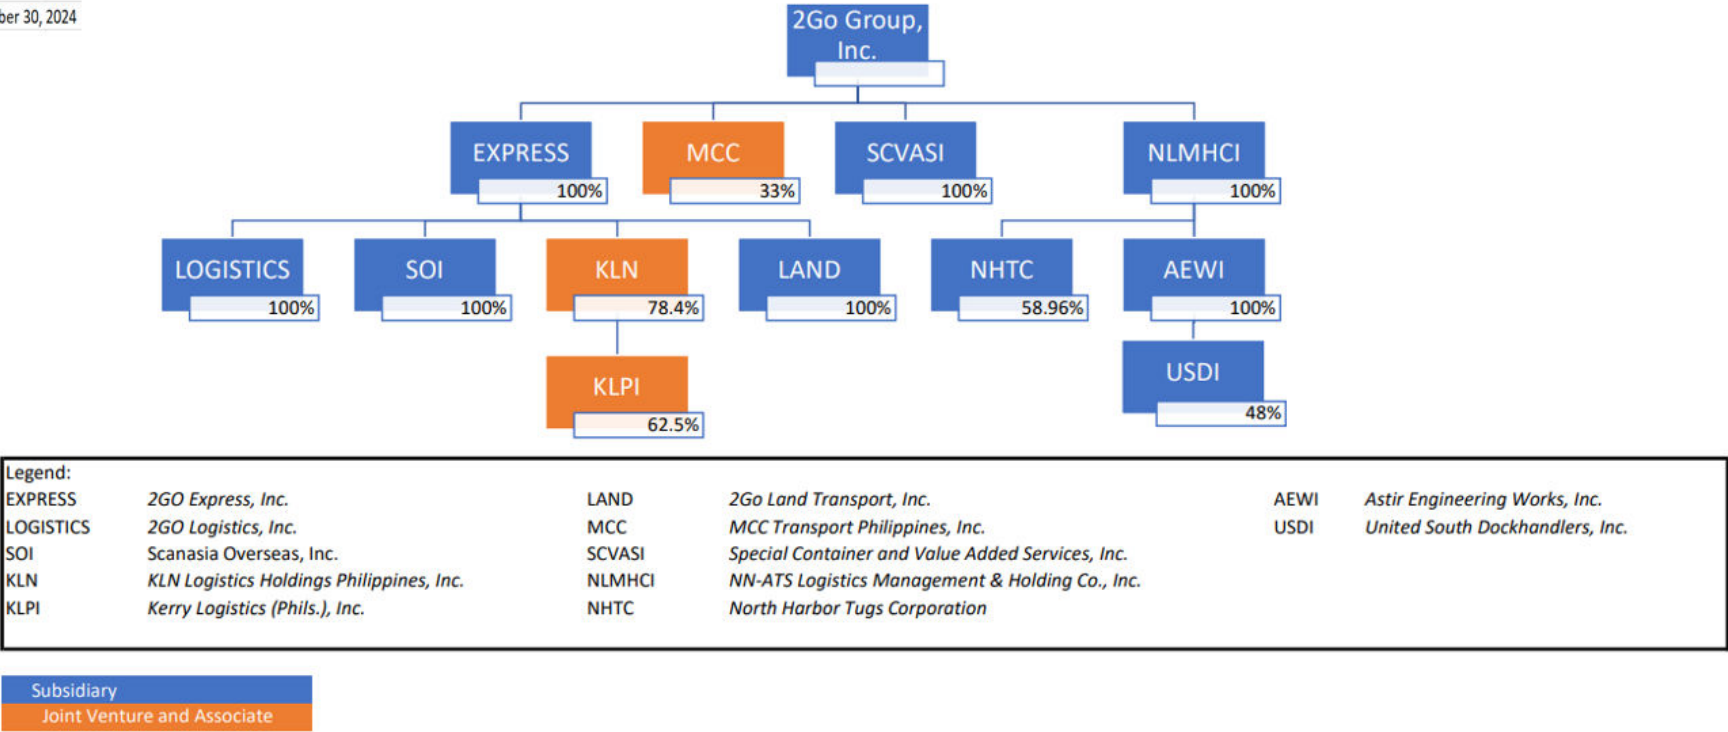 30, 2024
2Go Group,
Inc.
EXPRESS
100%
MCC
33%
SCVASI
100%
NLMHCI
100%
LOGISTICS
100%
SOI
100%
KLN
78.4%
LAND
100%
NHTC
58.96%
AEWI
100%
KLPI
62.5%
USDI
48%
Legend:
EXPRESS 2GO Express, Inc. LAND 2Go Land Transport, Inc. AEWI Astir Engineering Works, Inc.
LOGISTICS 2GO Logistics, Inc. MCC MCC Transport Philippines, Inc. USDI United South Dockhandlers, Inc.
SOI Scanasia Overseas, Inc. SCVASI Special Container and Value Added Services, Inc.
KLN KLN Logistics Holdings Philippines, Inc. NLMHCI NN-ATS Logistics Management & Holding Co., Inc.
KLPI Kerry Logistics (Phils.), Inc. NHTC North Harbor Tugs Corporation
Subsidiary
Joint Venture and Associate